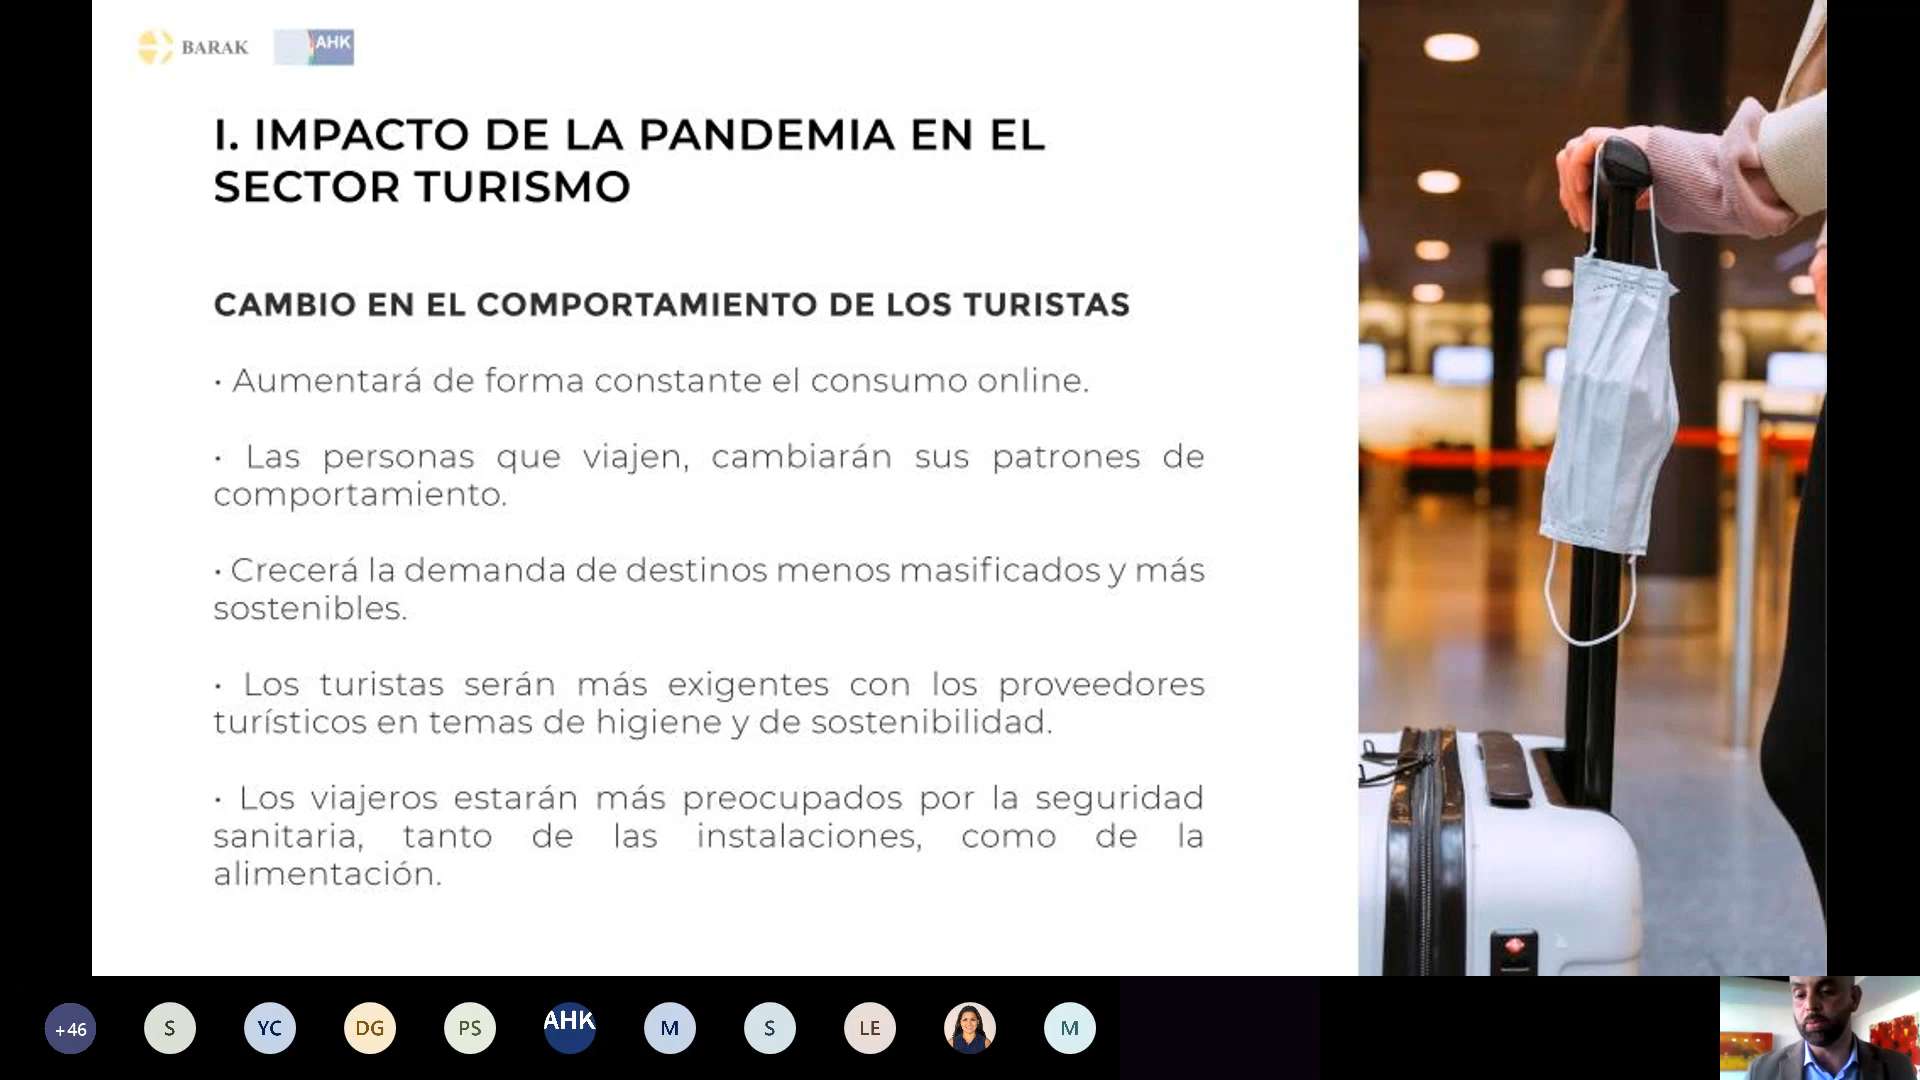 BARAK
AHK
I. IMPACTO DE LA PANDEMIA EN EL
SECTOR TURISMO
CAMBIO EN EL COMPORTAMIENTO DE LOS TURISTAS
• Aumentará de forma constante el consumo online.
• Las personas que viajen, cambiarán sus patrones de
comportamiento.
• Crecerá la demanda de destinos menos masificados y más
sostenibles.
• Los turistas serán más exigentes con los proveedores
turísticos en temas de higiene y de sostenibilidad.
• Los viajeros estarán más preocupados por la seguridad
sanitaria, tanto de las instalaciones, como de la
alimentación.
+46
S
YC
DG
PS
AHK
M
S
LE
M